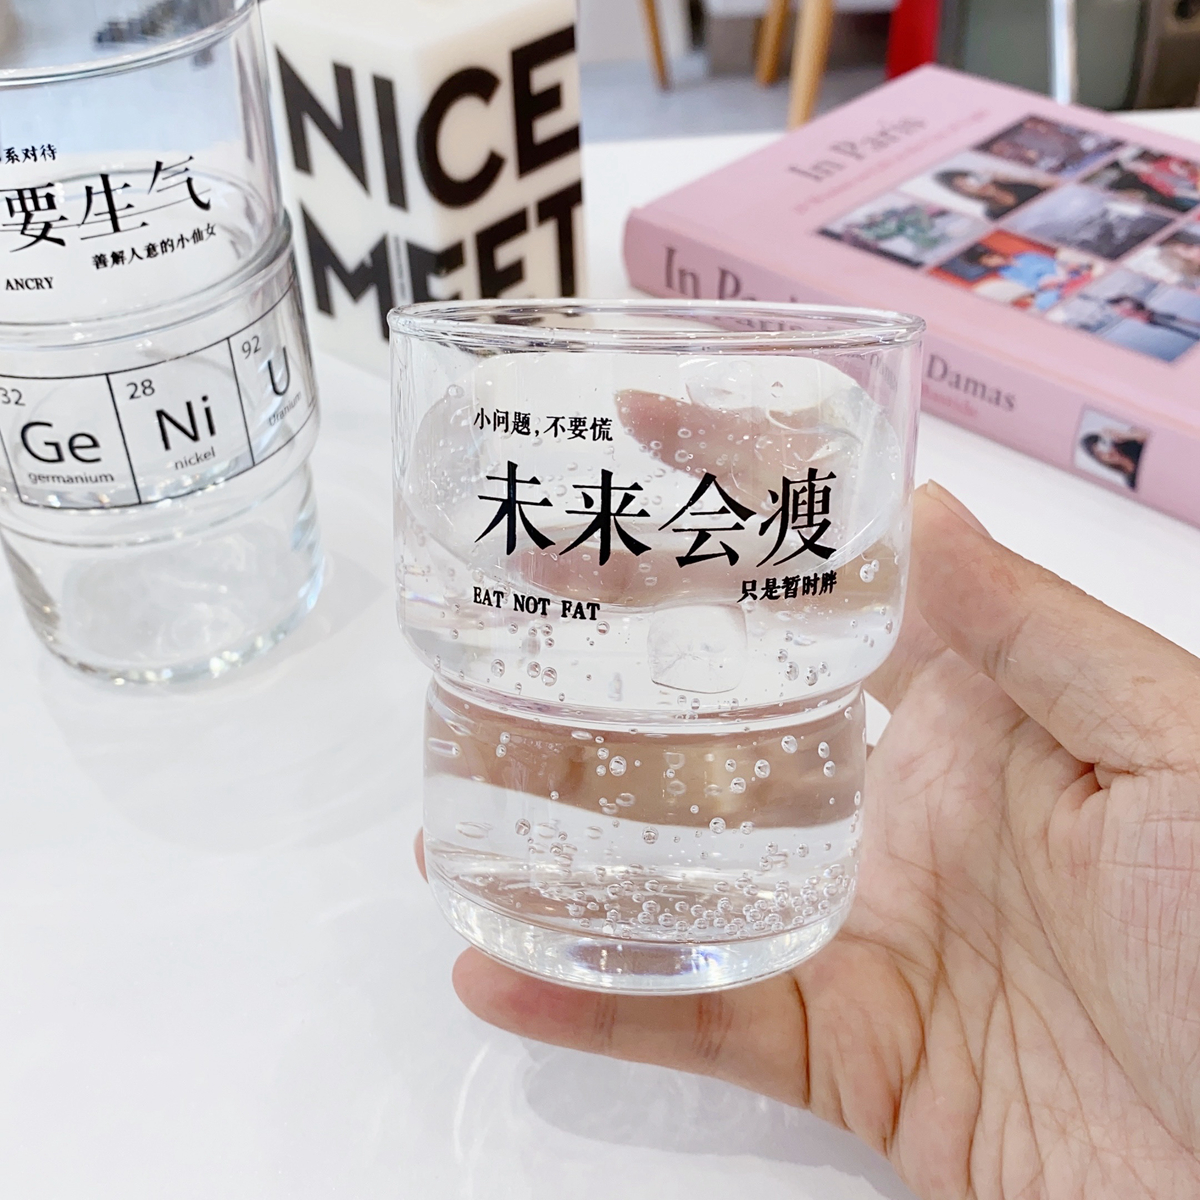 小问题,不要慌
未来会瘦
只是暂时胖
EAT NOT FAT
系对待
要生气
善解人意的小仙女
ANCRY
32
Ge
germanium
28
Ni
nickel
92
U
Uranium
NICE
MEET
In Paris
In Paris
Damas